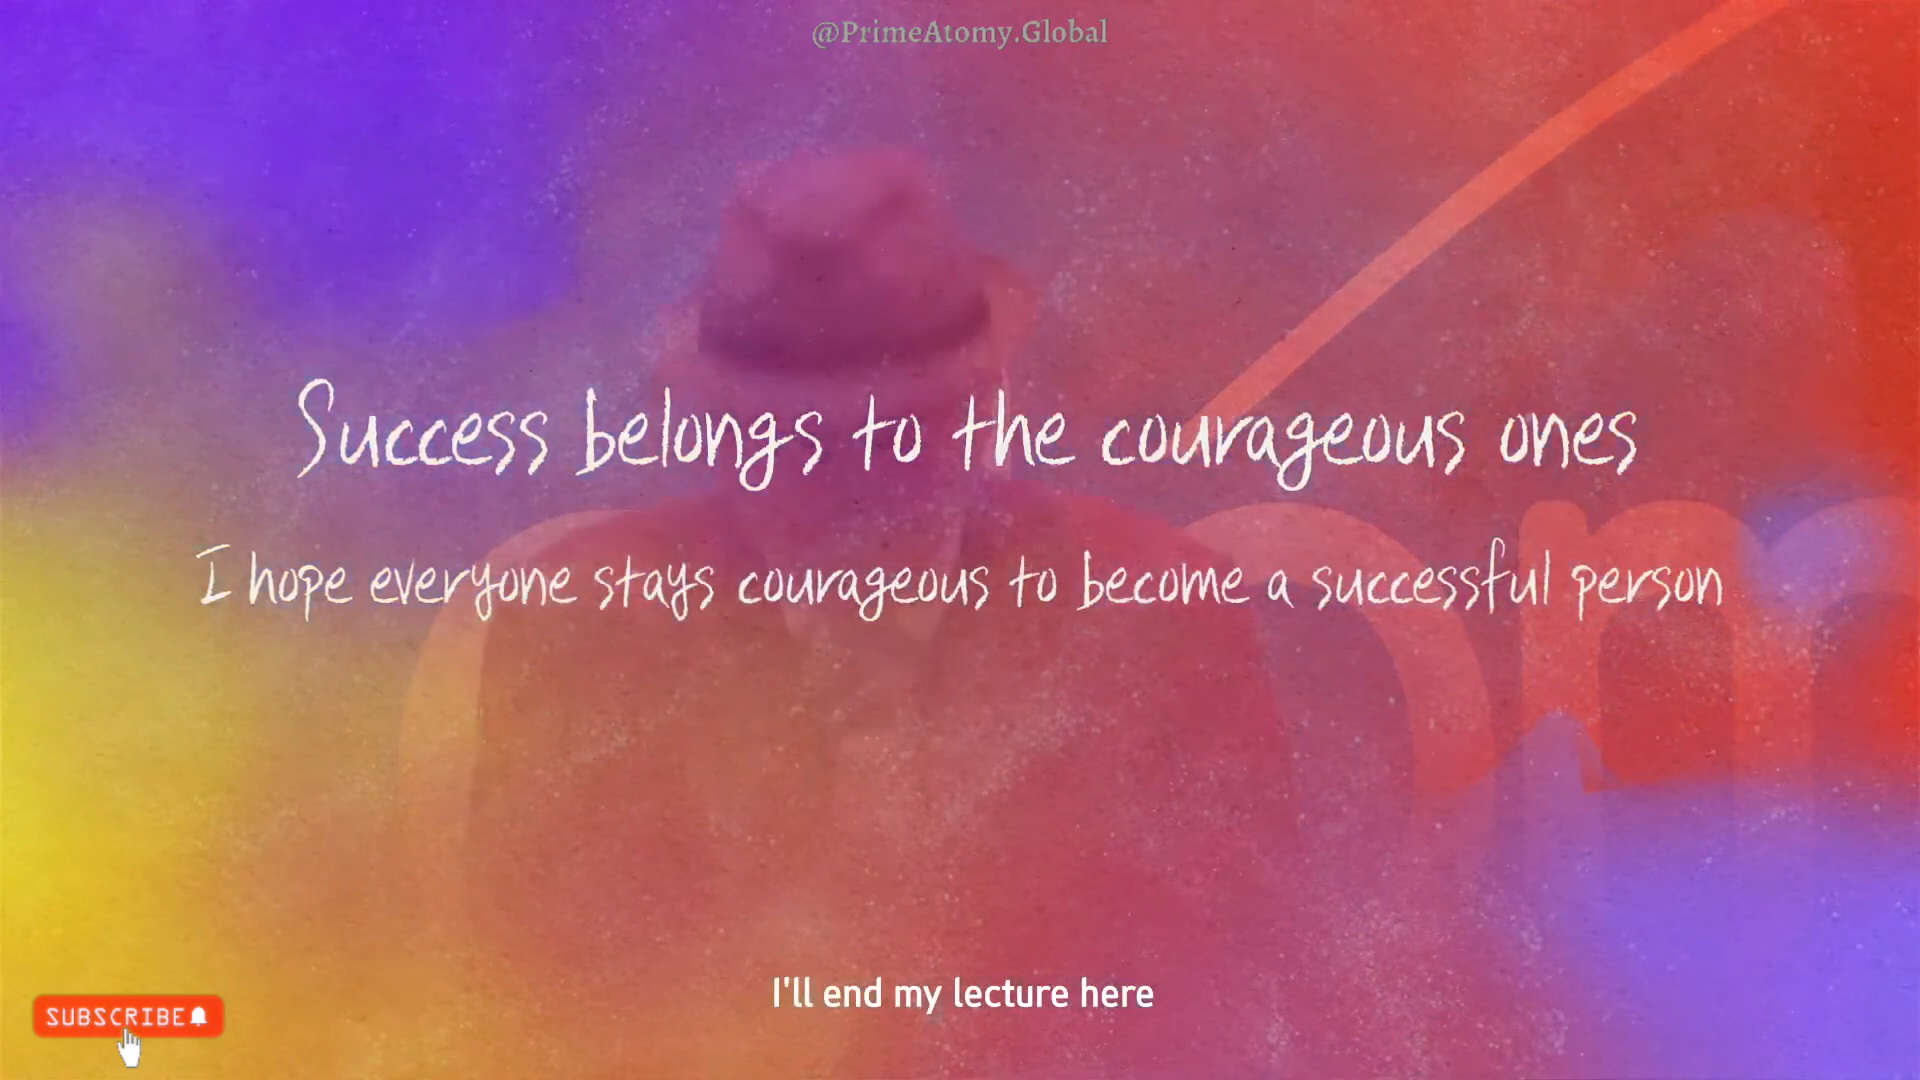 @PrimeAtomy.Global
Success belongs to the courageous ones
I hope everyone stays courageous to become a successful person
I'll end my lecture here
SUBSCRIBE